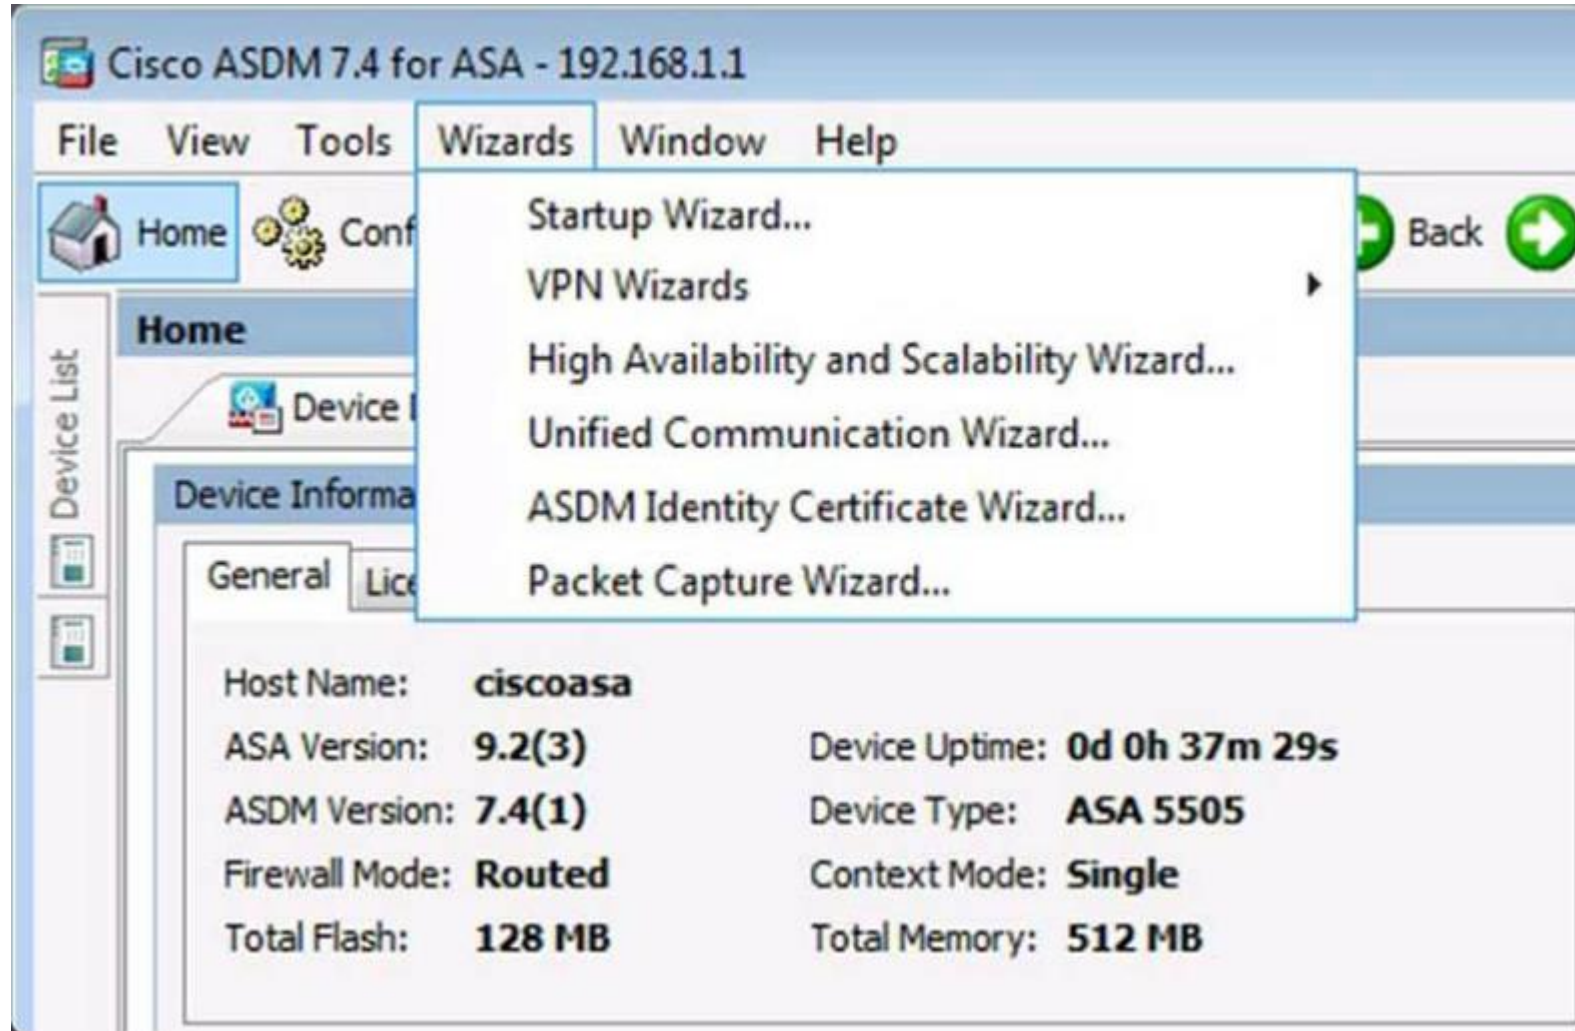 Cisco ASDM 7.4 for ASA - 192.168.1.1
File View Tools Wizards Window Help
Home
Startup Wizard...
Back
VPN Wizards
High Availability and Scalability Wizard...
Unified Communication Wizard...
ASDM Identity Certificate Wizard...
Packet Capture Wizard...
Device List
Home
Device
Device
General
Host Name: ciscoasa
ASA Version: 9.2(3) Device Uptime: 0d 0h 37m 29s
ASDM Version: 7.4(1) Device Type: ASA 5505
Firewall Mode: Routed Context Mode: Single
Total Flash: 128 MB Total Memory: 512 MB